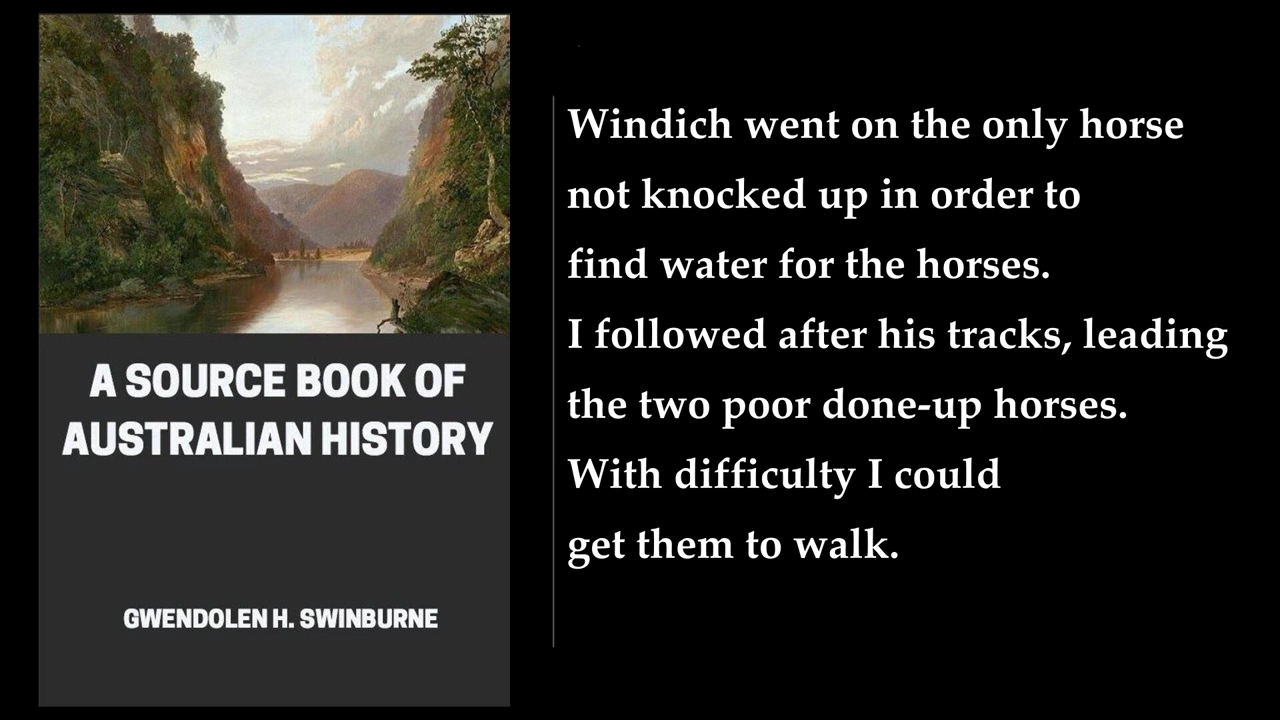 A SOURCE BOOK OF
AUSTRALIAN HISTORY
GWENDOLEN H. SWINBURNE
Windich went on the only horse
not knocked up in order to
find water for the horses.
I followed after his tracks, leading
the two poor done-up horses.
With difficulty I could
get them to walk.